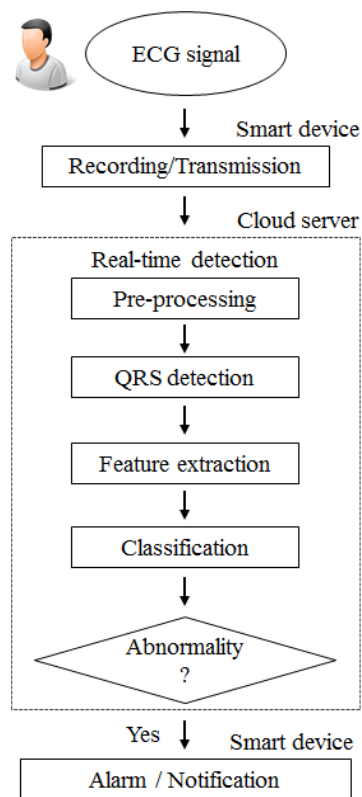 ECG signal
Smart device
Recording/Transmission
Cloud server
Real-time detection
Pre-processing
QRS detection
Feature extraction
Classification
Abnormality
?
Yes
Smart device
Alarm / Notification